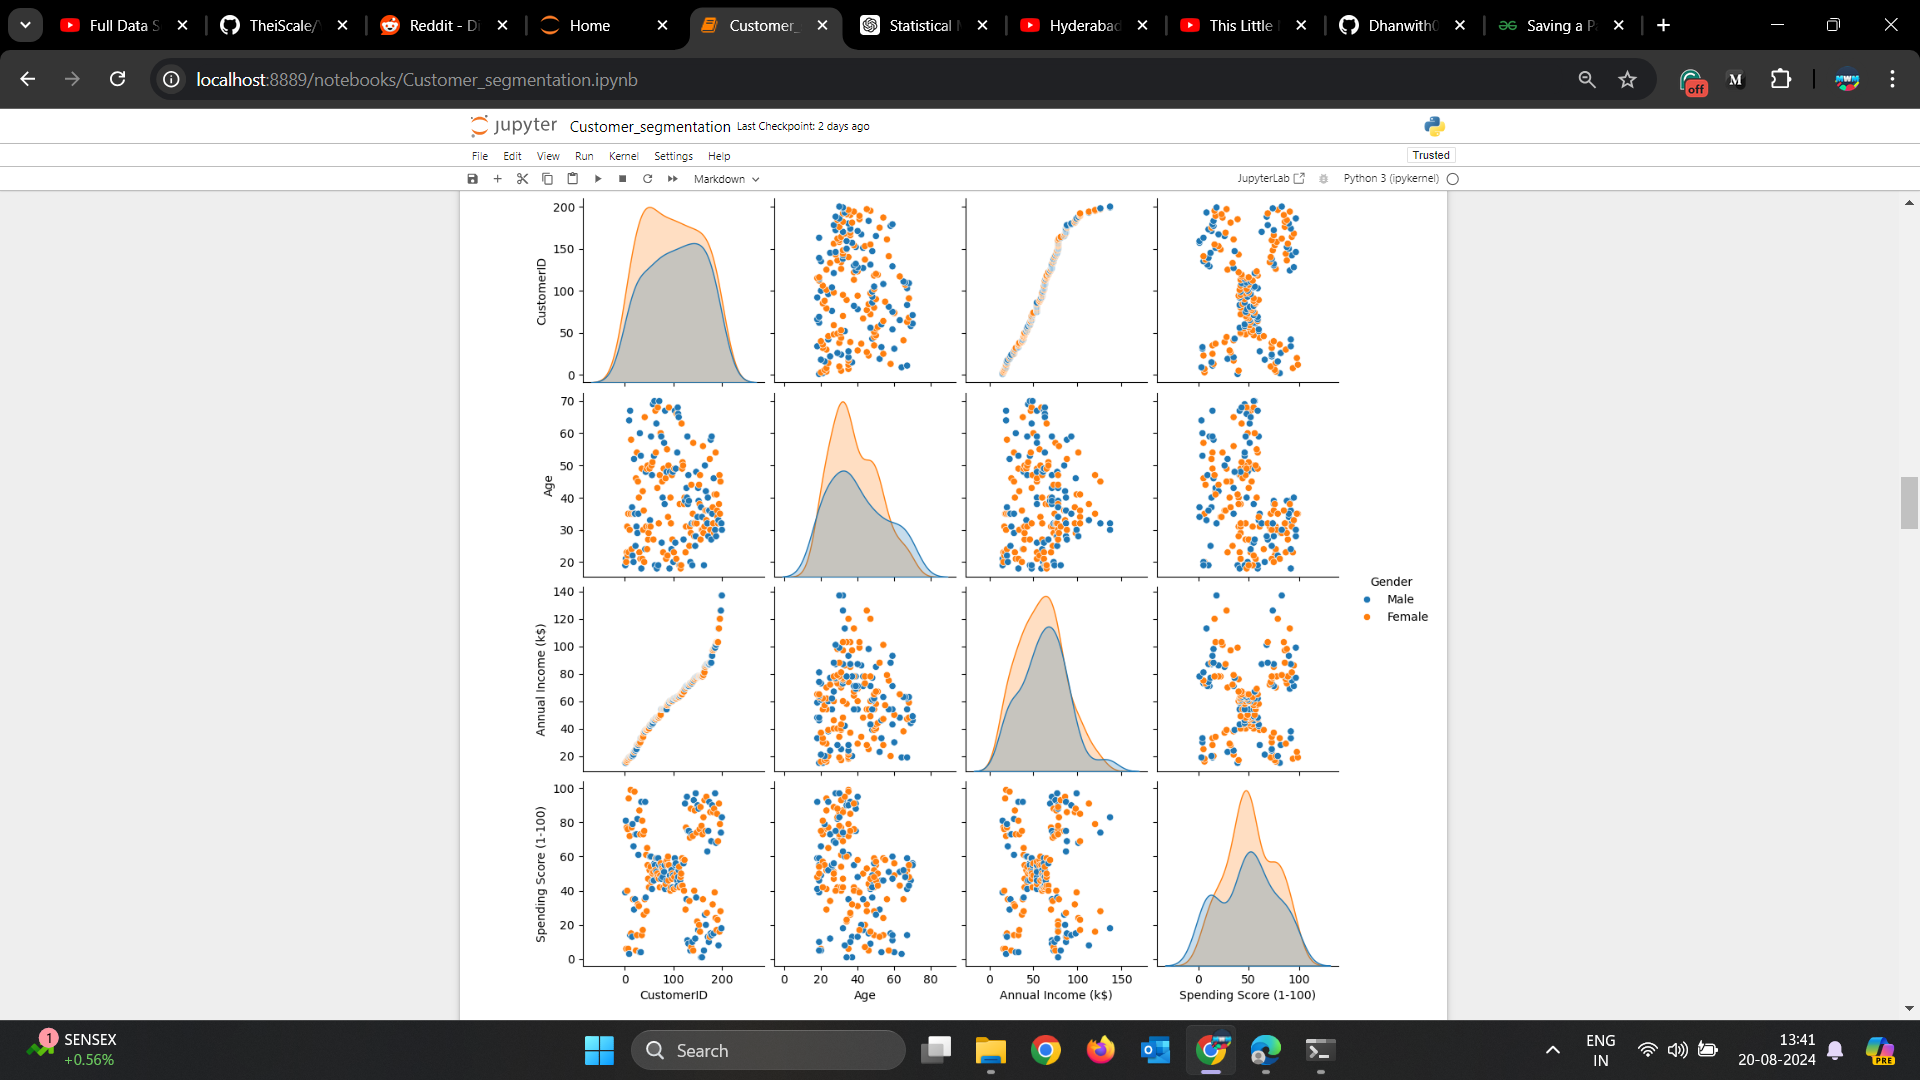 Full Data S
TheiScale/
Reddit - Di
Home
Customer_
Statistical
Hyderabad
This Little
Dhanwith
Saving a P
localhost:8889/notebooks/Customer_segmentation.ipynb
off
M
MWM
jupyter Customer_segmentation Last Checkpoint: 2 days ago
File Edit View Run Kernel Settings Help
Trusted
Markdown
JupyterLab
Python 3 (ipykernel)
200
150
100
50
0
CustomerID
70
60
50
40
30
20
Age
140
120
100
80
60
40
20
Annual Income (k$)
100
80
60
40
20
0
Spending Score (1-100)
0 100 200
CustomerID
0 20 40 60 80
Age
0 50 100 150
Annual Income (k$)
0 50 100
Spending Score (1-100)
Gender
Male
Female
1
SENSEX
+0.56%
Search
ENG
IN
13:41
20-08-2024
PRE